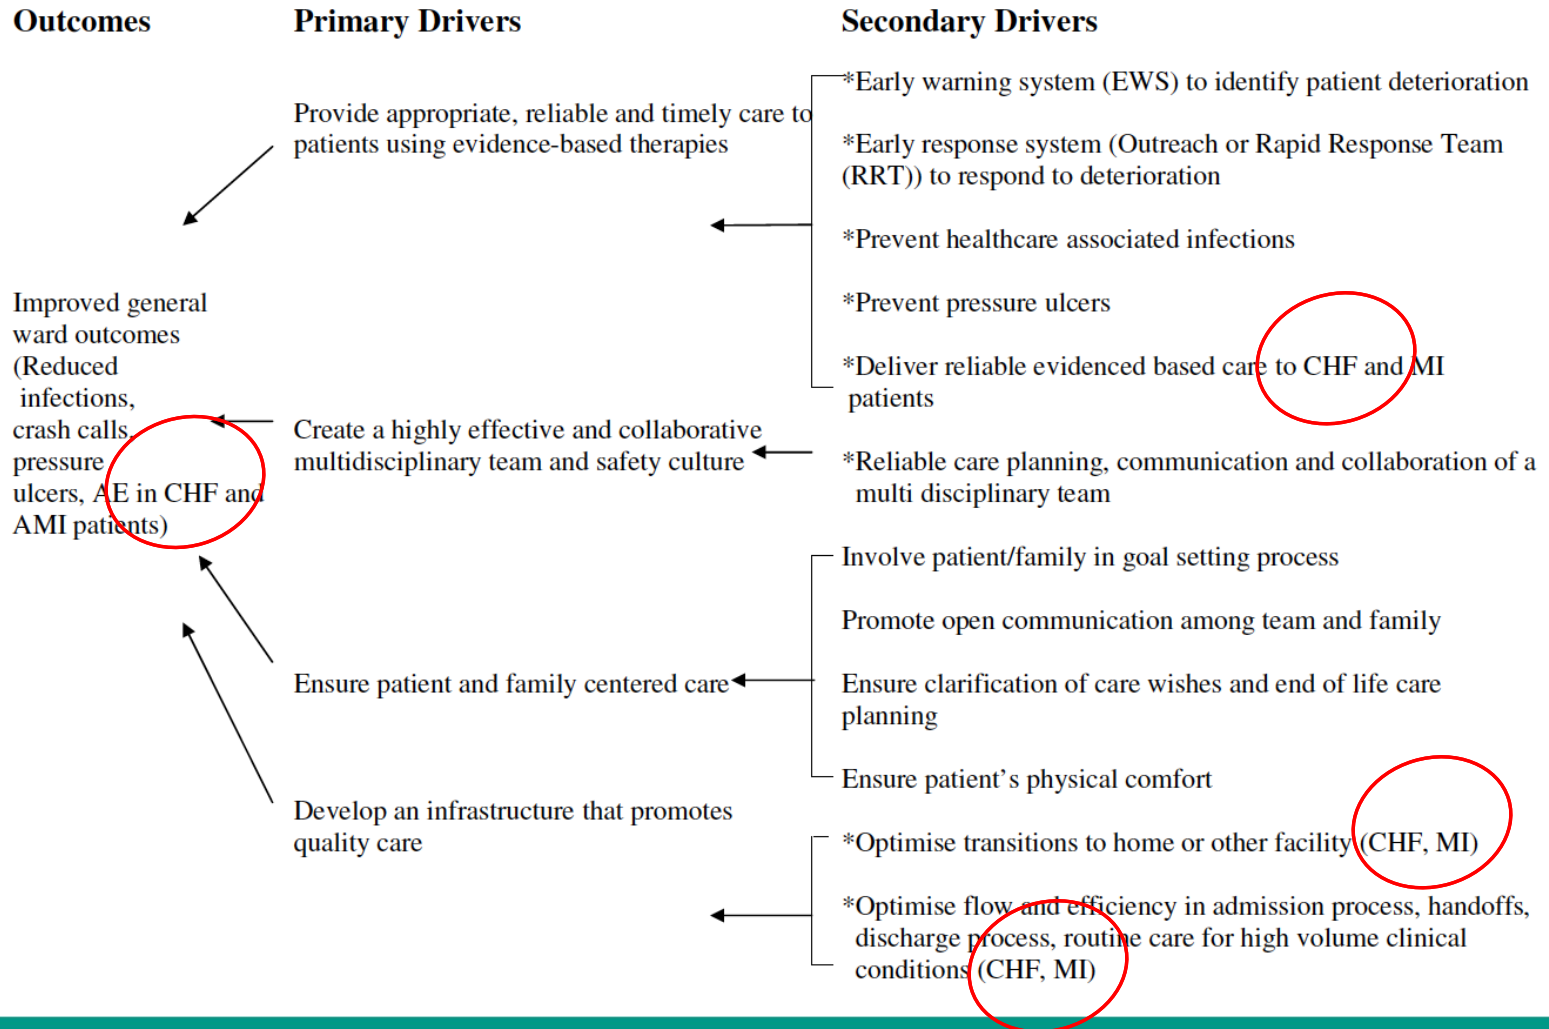 Outcomes
Primary Drivers
Secondary Drivers
Improved general
ward outcomes
(Reduced
infections,
crash calls,
pressure
ulcers, AE in CHF and
AMI patients)
Provide appropriate, reliable and timely care to
patients using evidence-based therapies
Create a highly effective and collaborative
multidisciplinary team and safety culture
Ensure patient and family centered care
Develop an infrastructure that promotes
quality care
*Early warning system (EWS) to identify patient deterioration
*Early response system (Outreach or Rapid Response Team
(RRT)) to respond to deterioration
*Prevent healthcare associated infections
*Prevent pressure ulcers
*Deliver reliable evidenced based care to CHF and MI
patients
*Reliable care planning, communication and collaboration of a
multi disciplinary team
Involve patient/family in goal setting process
Promote open communication among team and family
Ensure clarification of care wishes and end of life care
planning
Ensure patient’s physical comfort
*Optimise transitions to home or other facility (CHF, MI)
*Optimise flow and efficiency in admission process, handoffs,
discharge process, routine care for high volume clinical
conditions (CHF, MI)